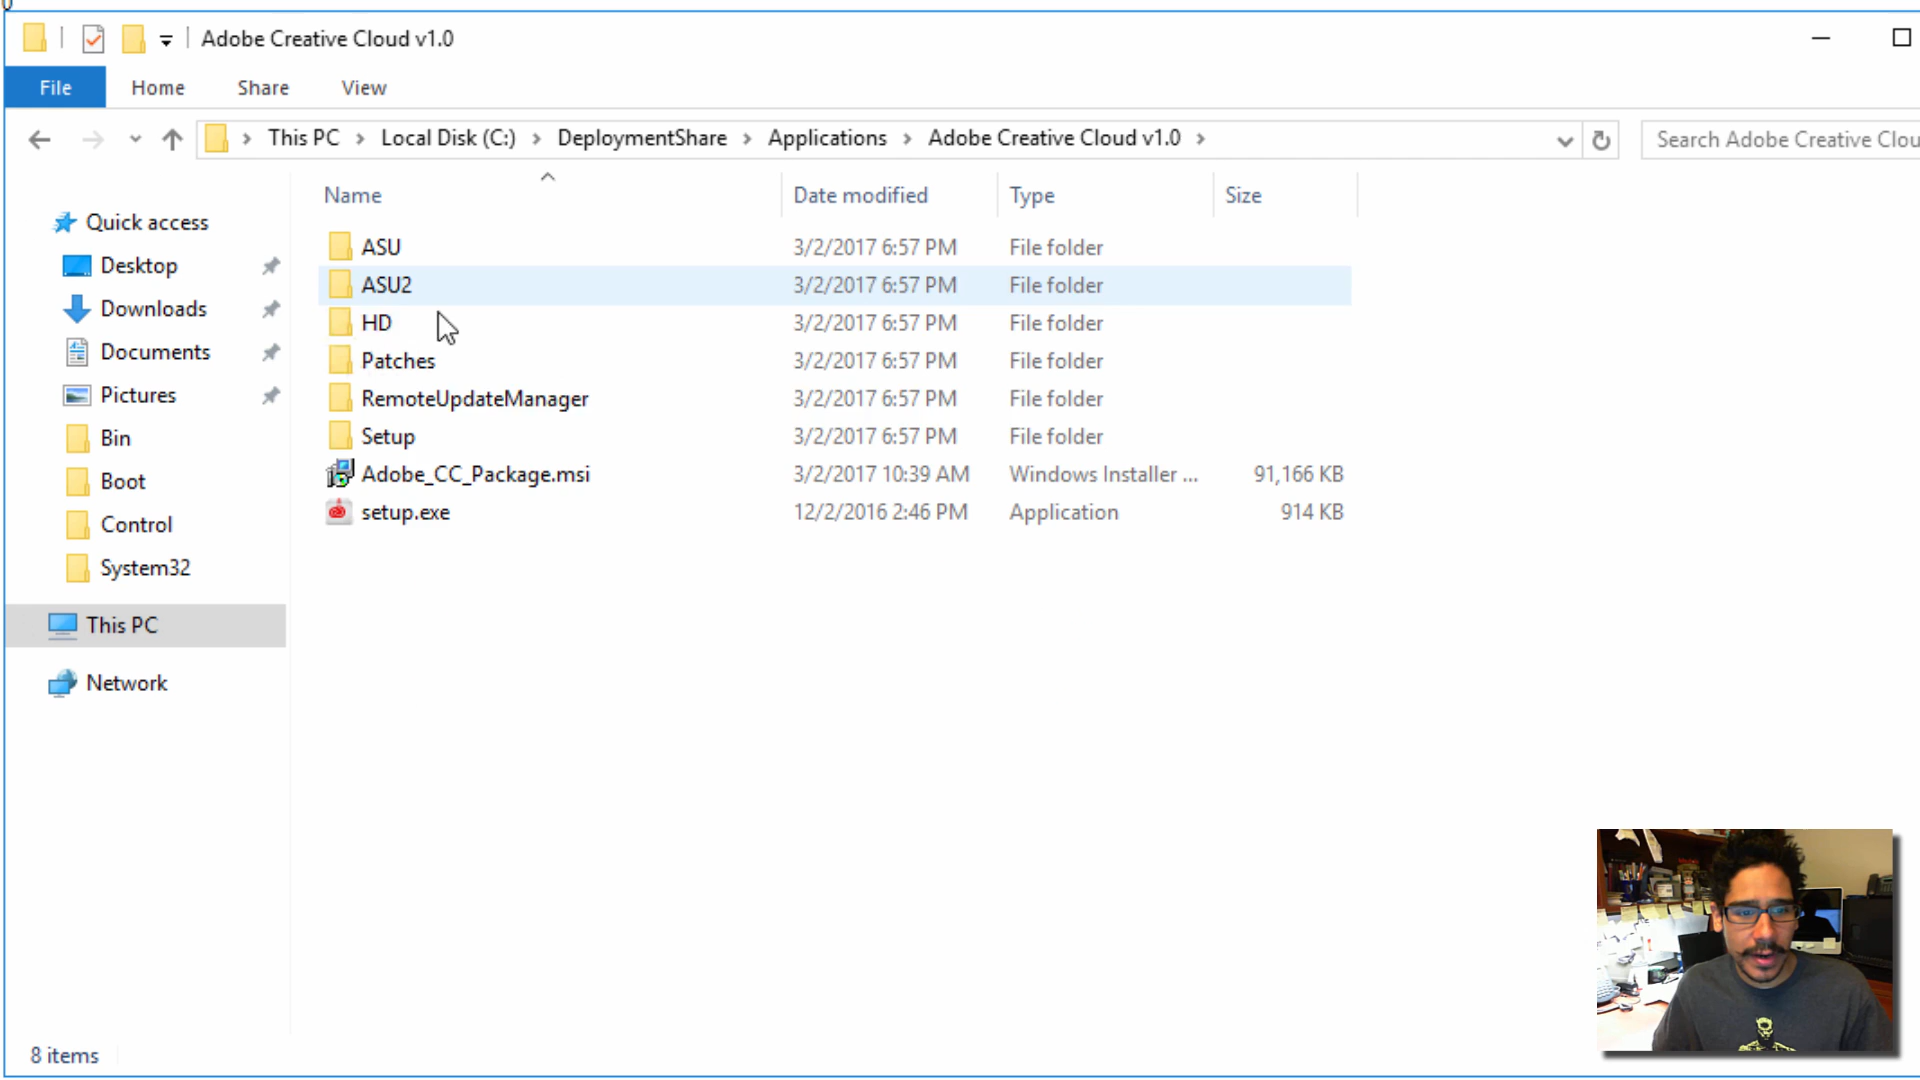 Adobe Creative Cloud v1.0
File Home Share View
This PC Local Disk (C:) DeploymentShare Applications Adobe Creative Cloud v1.0
Search Adobe Creative Clou
Name Date modified Type Size
Quick access
Desktop
Downloads
Documents
Pictures
Bin
Boot
Control
System32
This PC
Network
ASU 3/2/2017 6:57 PM File folder
ASU2 3/2/2017 6:57 PM File folder
HD 3/2/2017 6:57 PM File folder
Patches 3/2/2017 6:57 PM File folder
RemoteUpdateManager 3/2/2017 6:57 PM File folder
Setup 3/2/2017 6:57 PM File folder
Adobe_CC_Package.msi 3/2/2017 10:39 AM Windows Installer ... 91,166 KB
setup.exe 12/2/2016 2:46 PM Application 914 KB
8 items